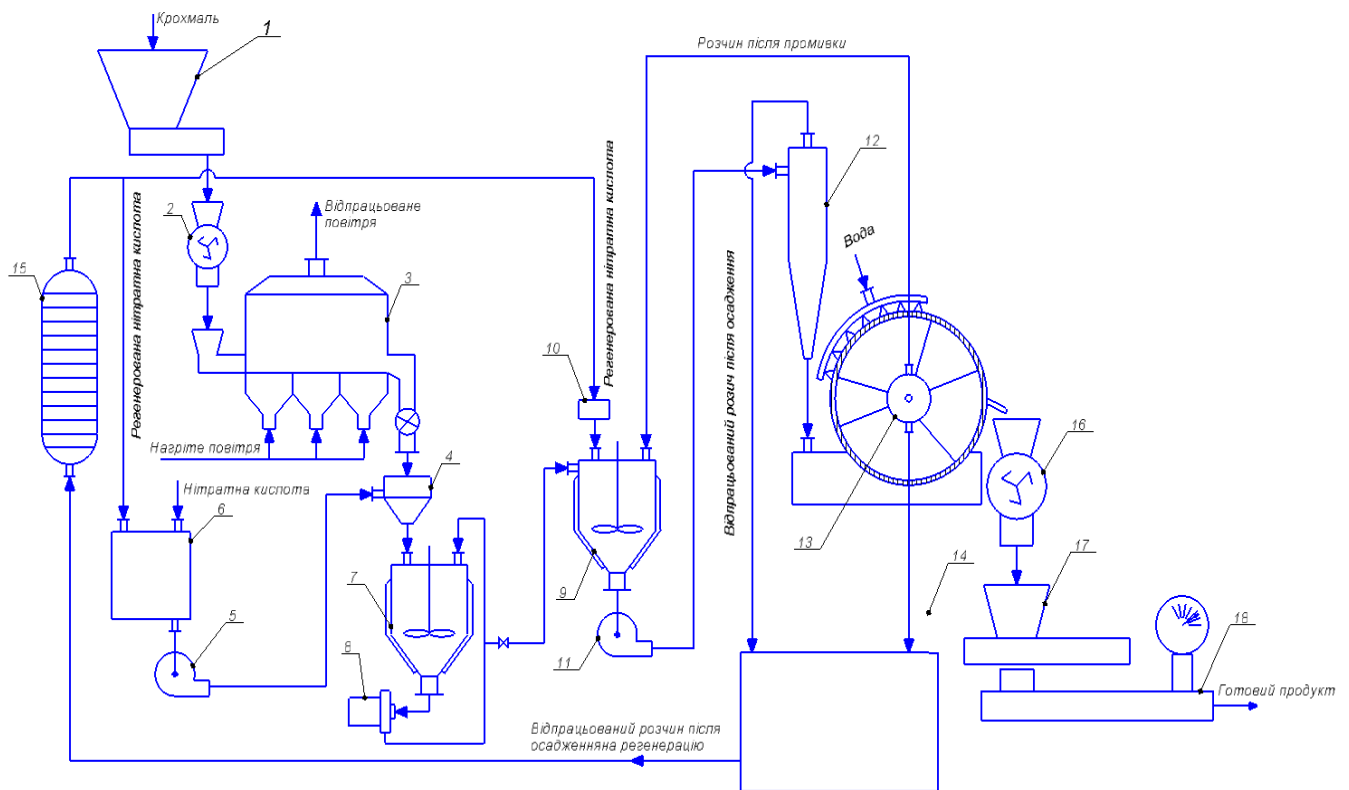 Крохмаль
1
Розчин після промивки
2
Відпрацьоване
повітря
3
12
Вода
15
Регенерована нітратна кислота
Регенерована нітратна кислота
Відпрацьований розич після осадження
10
16
Нагріте повітря
4
Нітратна кислота
6
13
14
17
9
7
5
8
11
18
Готовий продукт
Відпрацьований розчин після
осадженняна регенерацію